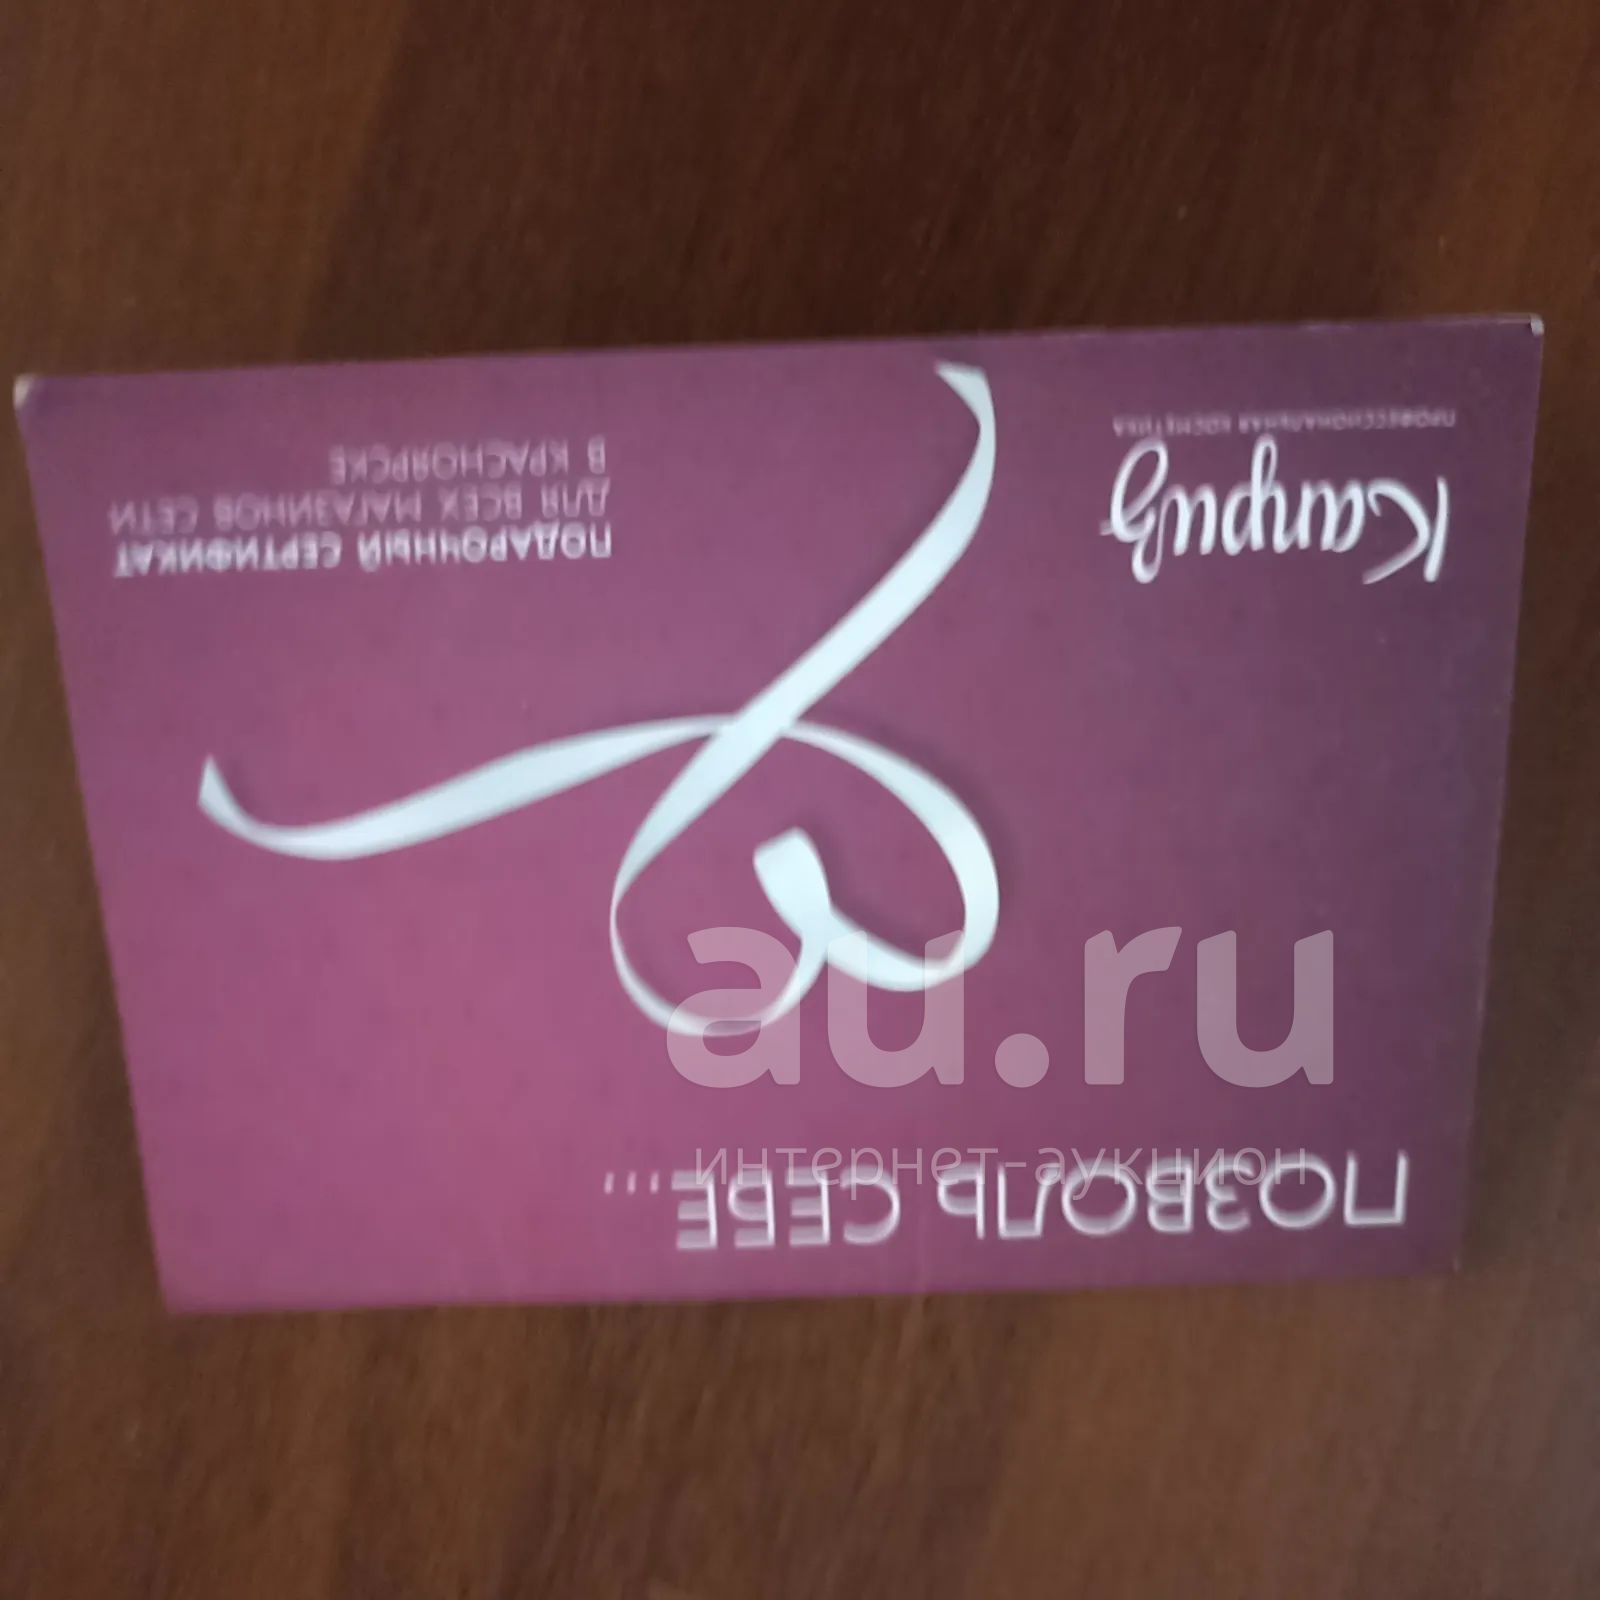 ПОЗВОЛЬ СЕБЕ...
Каприз
ПРОФЕССИОНАЛЬНАЯ КОСМЕТИКА
ПОДАРОЧНЫЙ СЕРТИФИКАТ
ДЛЯ ВСЕХ МАГАЗИНОВ СЕТИ
В КРАСНОЯРСКЕ
au.ru
интернет-аукцион